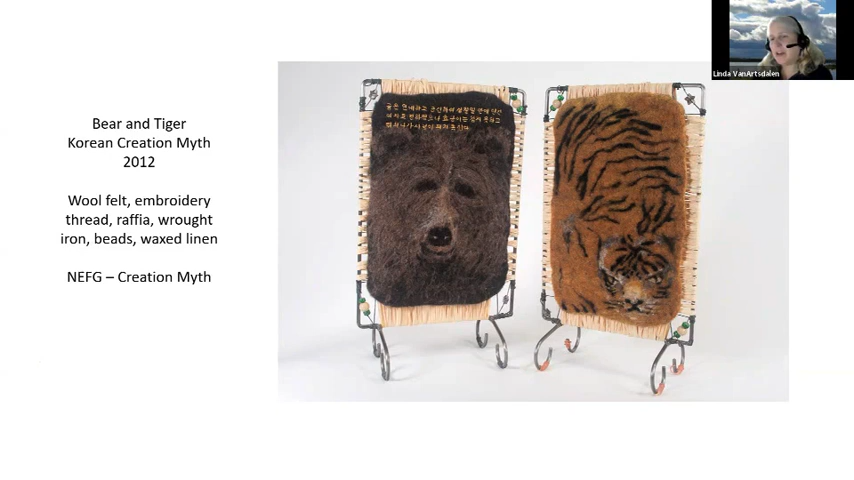 Bear and Tiger
Korean Creation Myth
2012
Wool felt, embroidery
thread, raffia, wrought
iron, beads, waxed linen
NEFG – Creation Myth
Linda VanArtsdalen